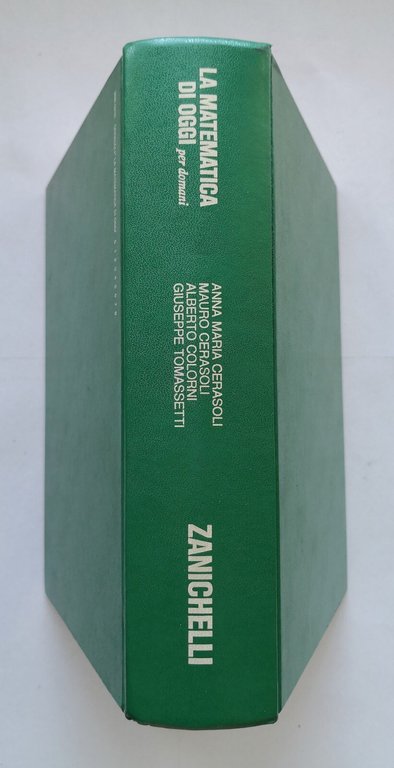 LA MATEMATICA
DI OGGI per domani
ANNA MARIA CERASOLI
MAURO CERASOLI
ALBERTO COLORNI
GIUSEPPE TOMASSETTI
ZANICHELLI